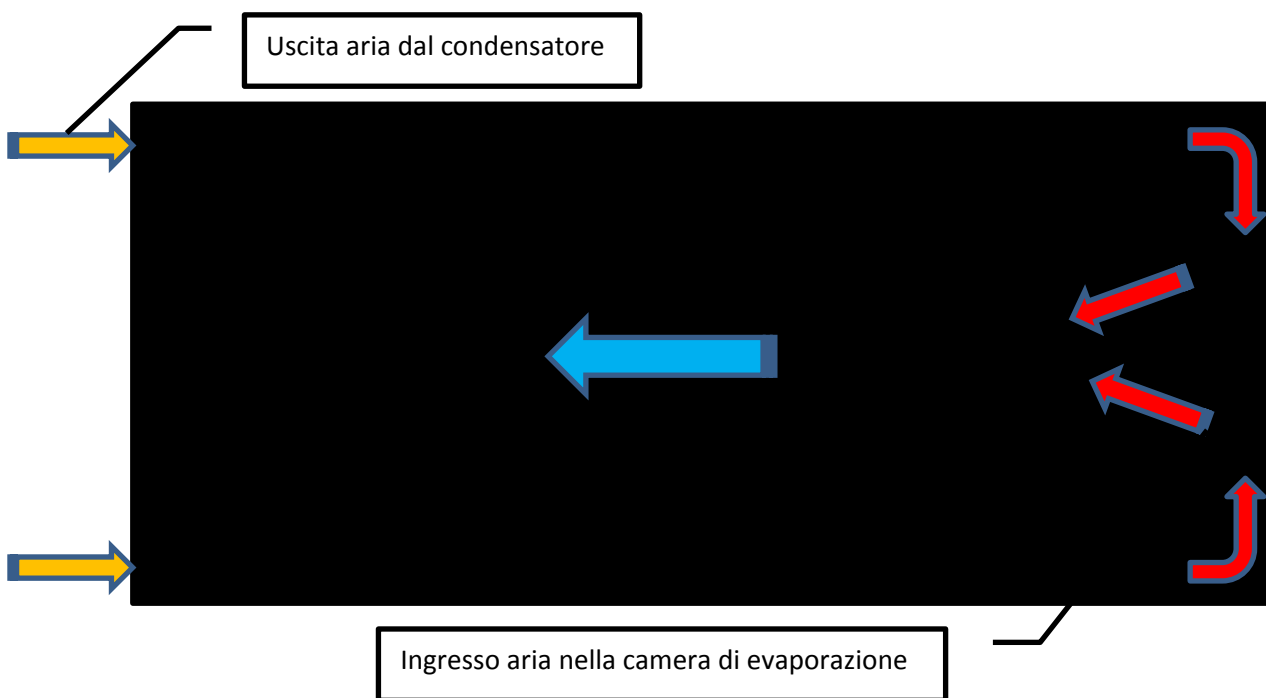 Uscita aria dal condensatore
Ingresso aria nella camera di evaporazione